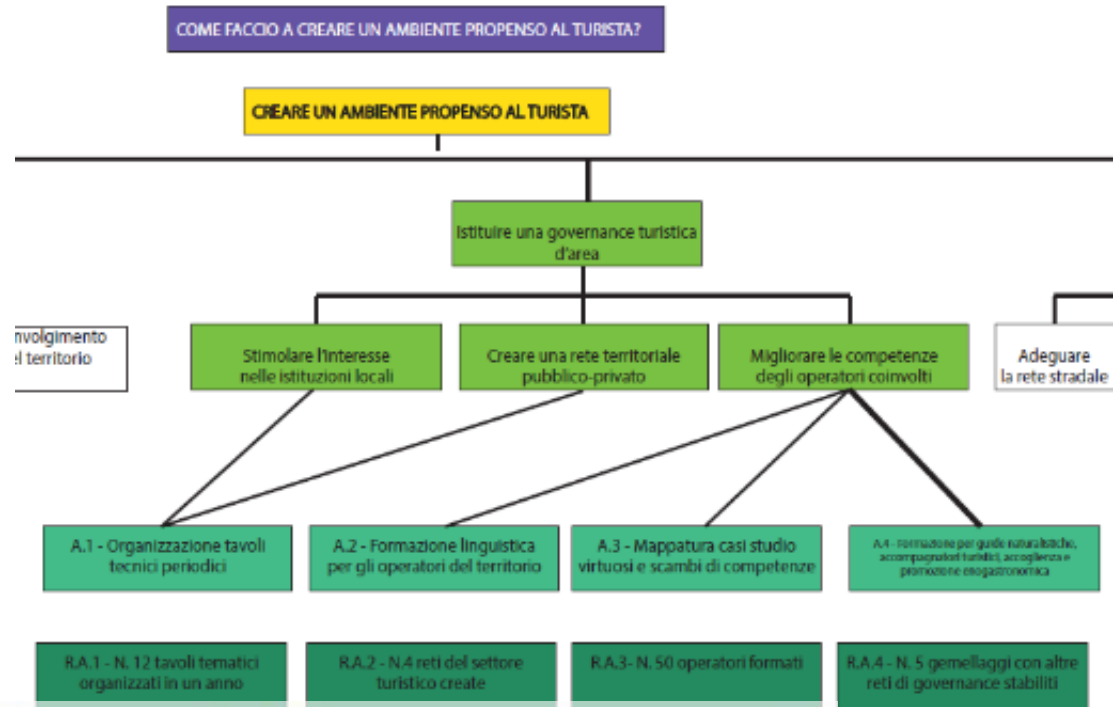 COME FACCIO A CREARE UN AMBIENTE PROPENSO AL TURISTA?
CREARE UN AMBIENTE PROPENSO AL TURISTA
Istituire una governance turistica
d'area
nvolgimento
el territorio
Stimolare l'interesse
nelle istituzioni locali
Creare una rete territoriale
pubblico-privato
Migliorare le competenze
degli operatori coinvolti
Adeguare
la rete stradale
A.1 - Organizzazione tavoli
tecnici periodici
A.2 - Formazione linguistica
per gli operatori del territorio
A.3 - Mappatura casi studio
virtuosi e scambi di competenze
A.4 - Formazione per guide naturalistiche,
accompagnatori turistici, accoglienza e
promozione enogastronomica
R.A.1 - N. 12 tavoli tematici
organizzati in un anno
R.A.2 - N.4 reti del settore
turistico create
R.A.3- N. 50 operatori formati
R.A.4 - N. 5 gemellaggi con altre
reti di governance stabiliti